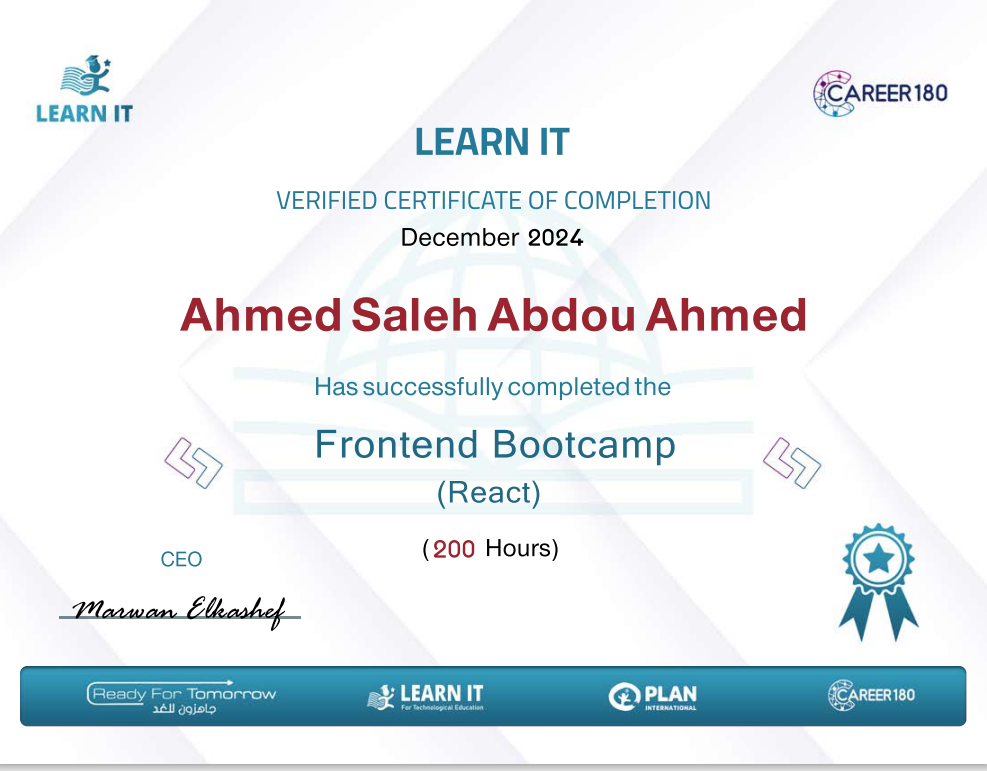 LEARN IT
CAREER180
LEARN IT
VERIFIED CERTIFICATE OF COMPLETION
December 2024
Ahmed Saleh Abdou Ahmed
Has successfully completed the
Frontend Bootcamp
(React)
(200 Hours)
CEO
Marwan Elkashef
Ready For Tomorrow
جاهزون للغد
LEARN IT
For Technological Education
PLAN
INTERNATIONAL
CAREER180